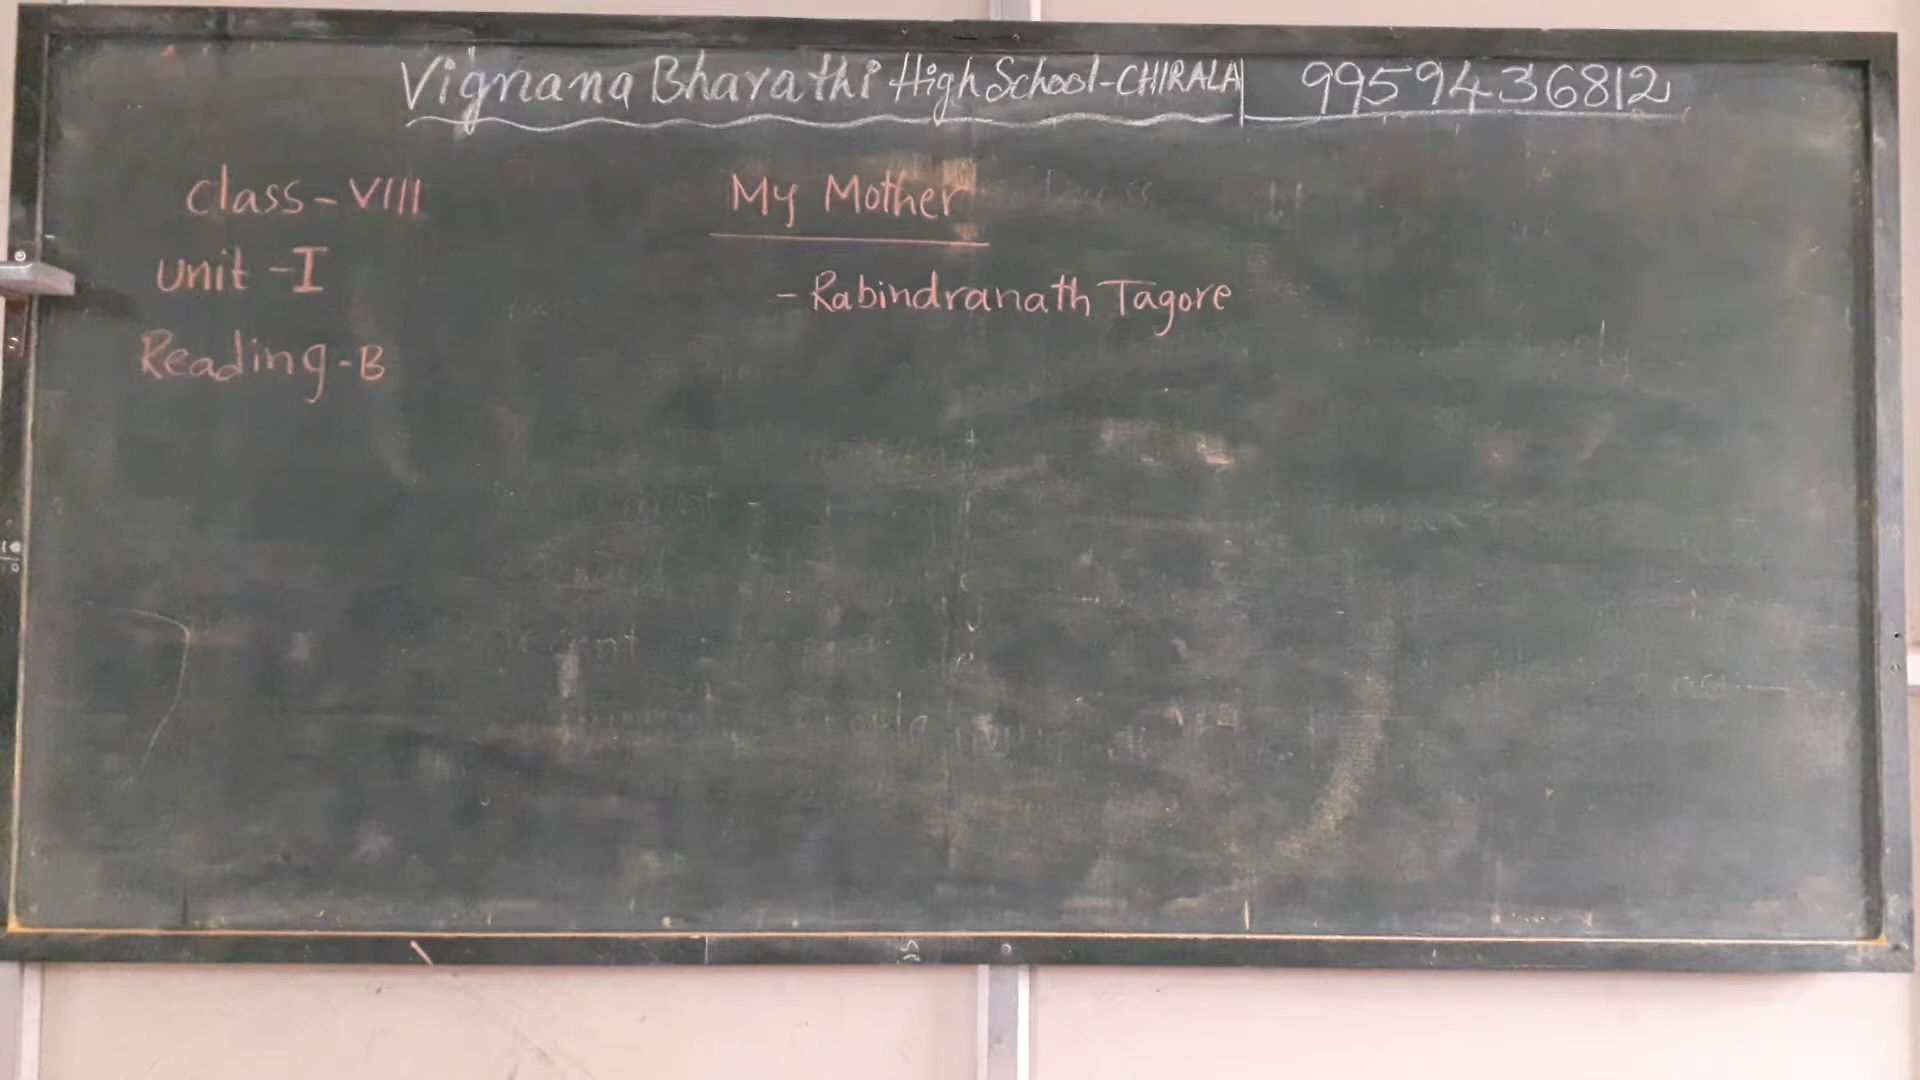 Vignana Bharathi High School-CHIRALA| 9959436812
Class-VIII
Unit-I
Reading-B
My Mother
- Rabindranath Tagore